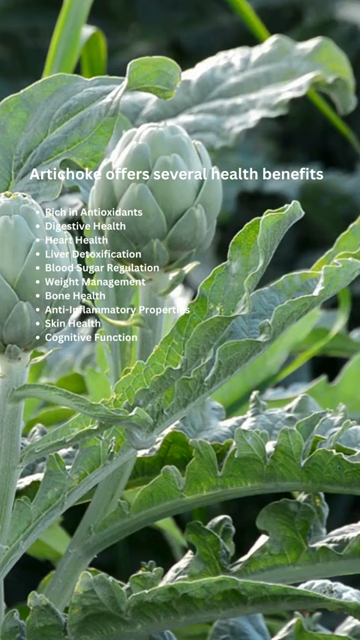 Artichoke offers several health benefits
• Rich in Antioxidants
• Digestive Health
• Heart Health
• Liver Detoxification
• Blood Sugar Regulation
• Weight Management
• Bone Health
• Anti-Inflammatory Properties
• Skin Health
• Cognitive Function